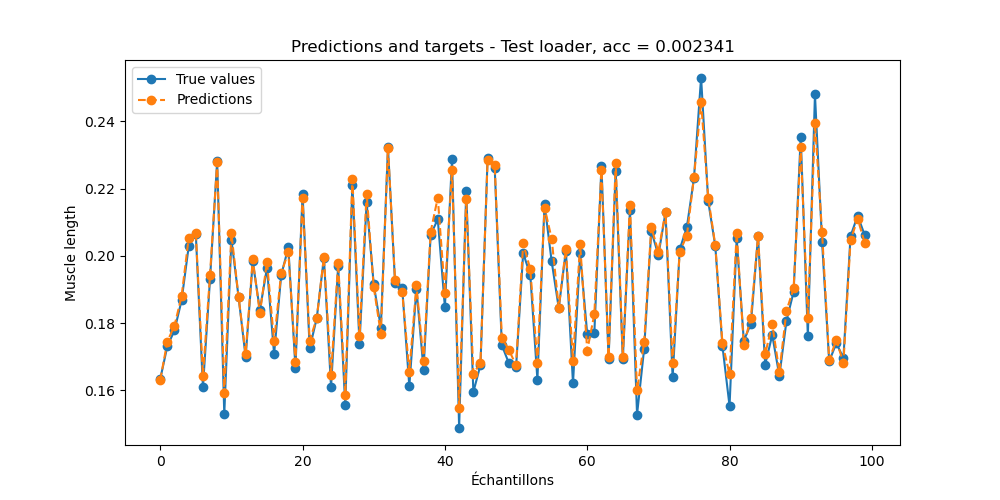 Predictions and targets - Test loader, acc = 0.002341
True values
Predictions
Muscle length
0.24
0.22
0.20
0.18
0.16
0 20 40 60 80 100
Échantillons